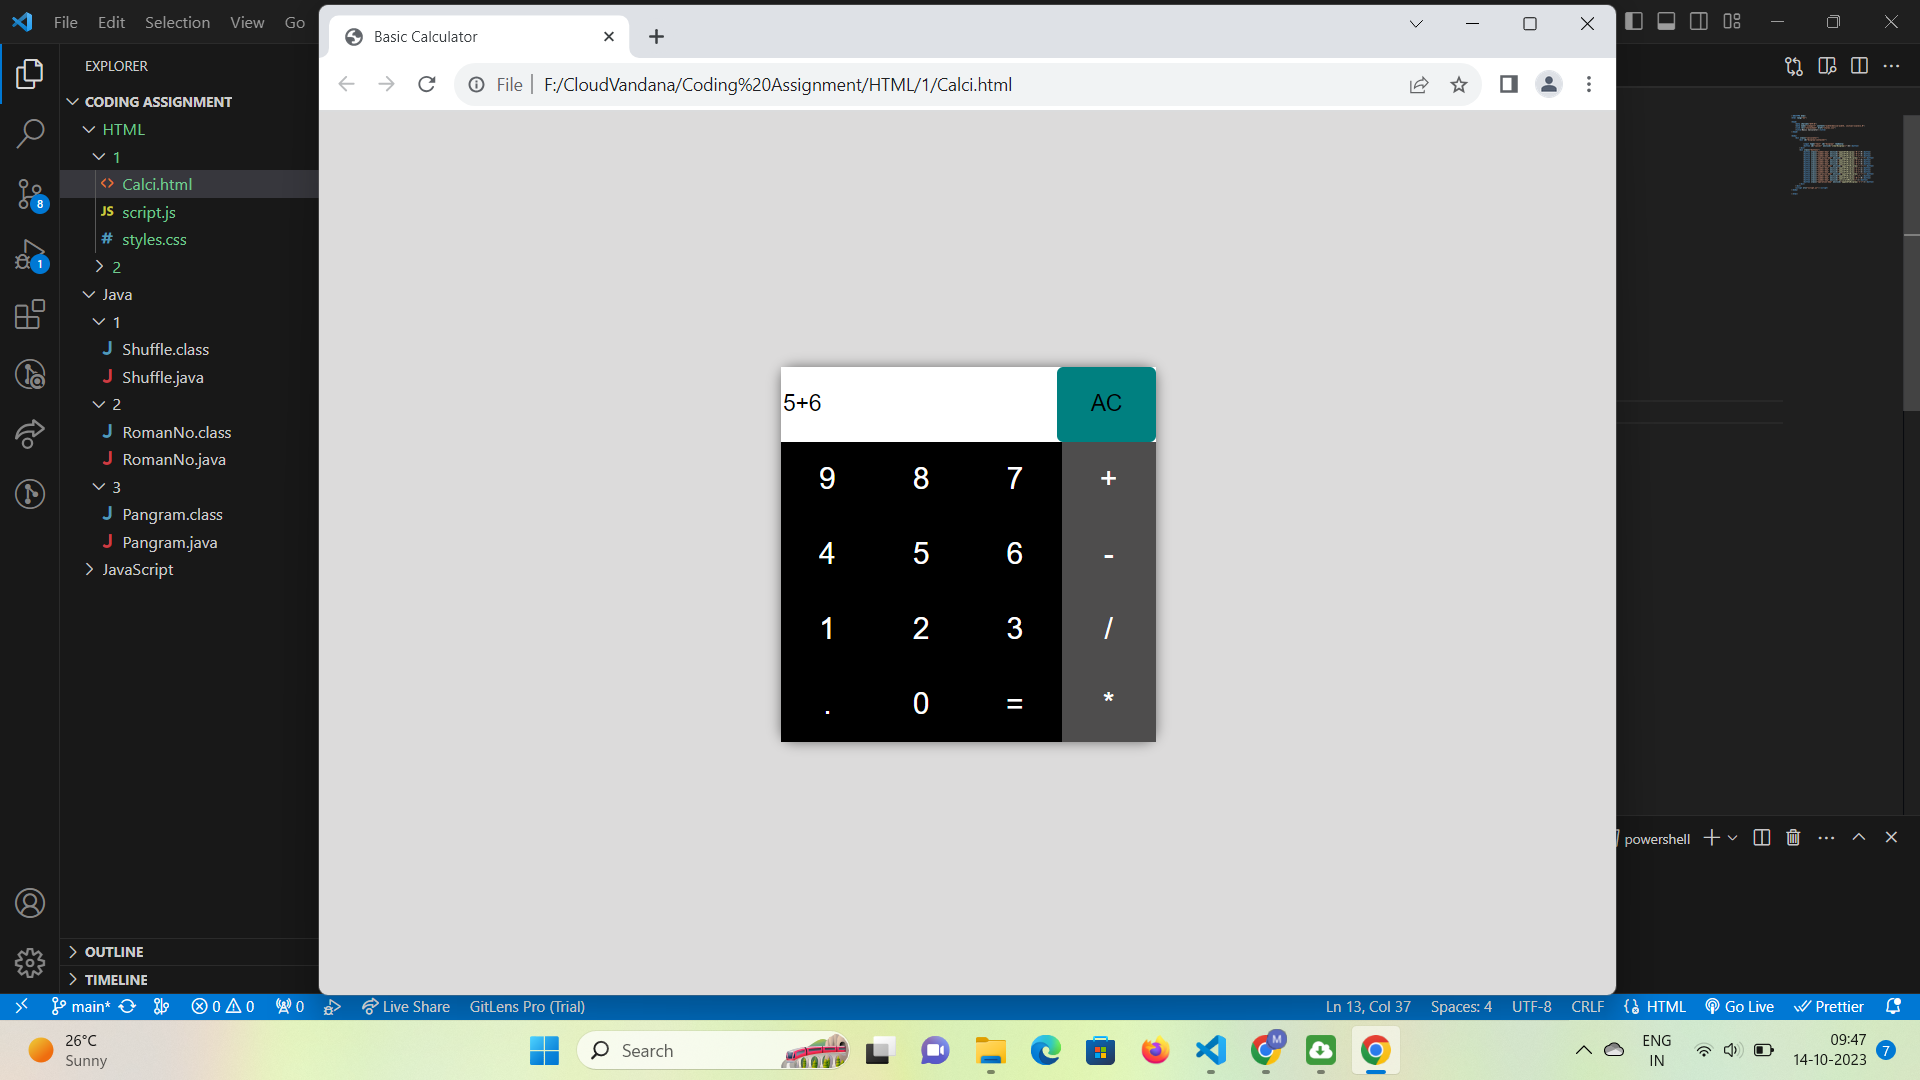 File Edit Selection View Go
Basic Calculator
File F:/CloudVandana/Coding%20Assignment/HTML/1/Calci.html
EXPLORER
CODING ASSIGNMENT
HTML
1
<> Calci.html
JS script.js
# styles.css
2
Java
1
J Shuffle.class
J Shuffle.java
2
J RomanNo.class
J RomanNo.java
3
J Pangram.class
J Pangram.java
JavaScript
8
1
5+6 AC
9 8 7 +
4 5 6 -
1 2 3 /
. 0 = *
powershell
OUTLINE
TIMELINE
main* 0 0 0 Live Share GitLens Pro (Trial)
Ln 13, Col 37 Spaces: 4 UTF-8 CRLF {} HTML Go Live Prettier
26°C
Sunny
Search
M
ENG
IN
09:47
14-10-2023
7